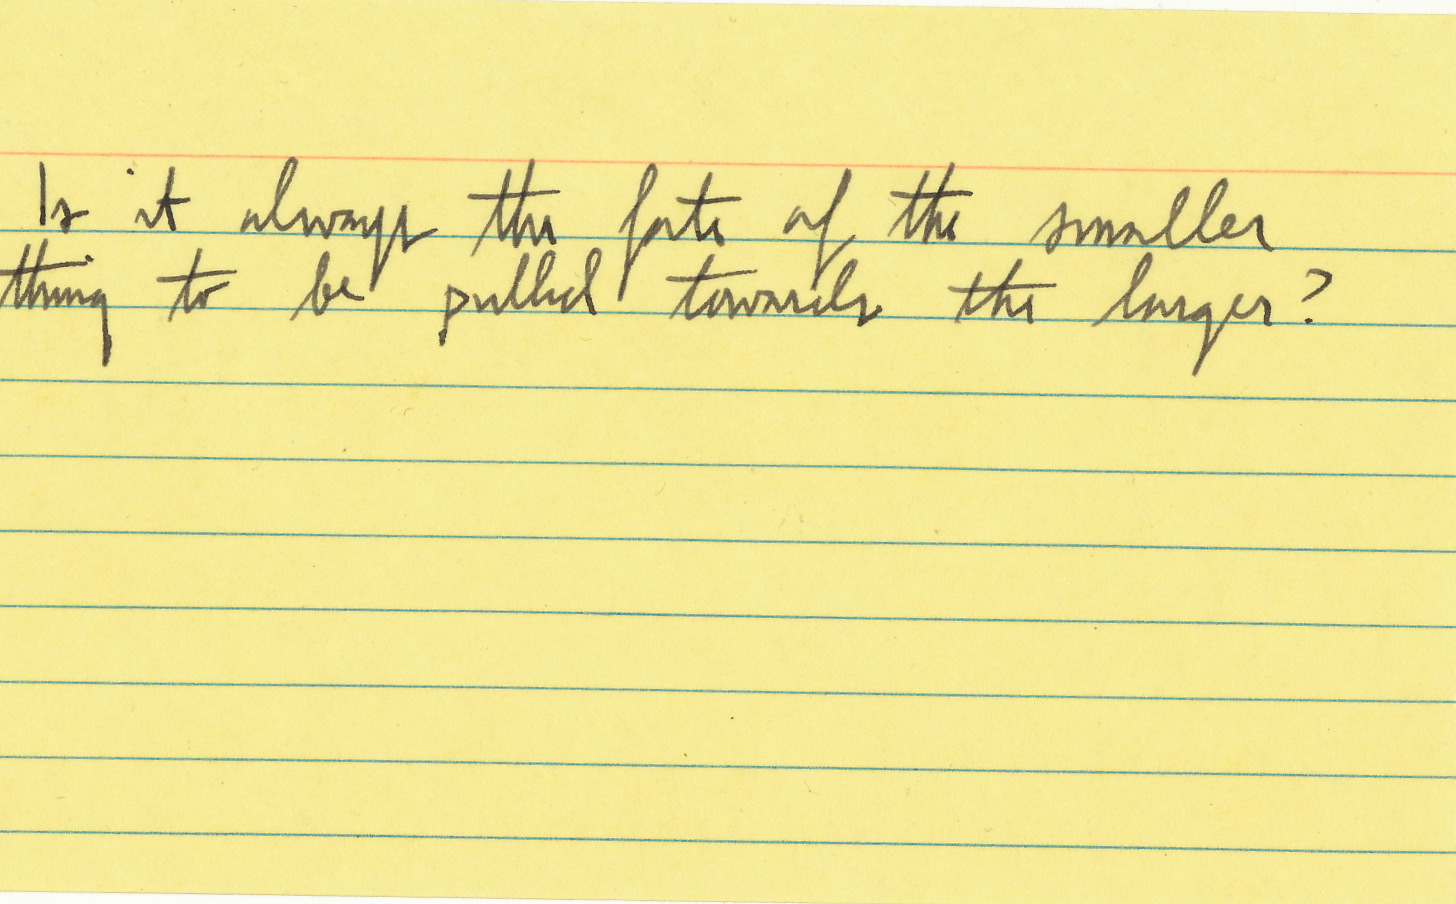 Is it always the fate of the smaller
thing to be pulled towards the larger?